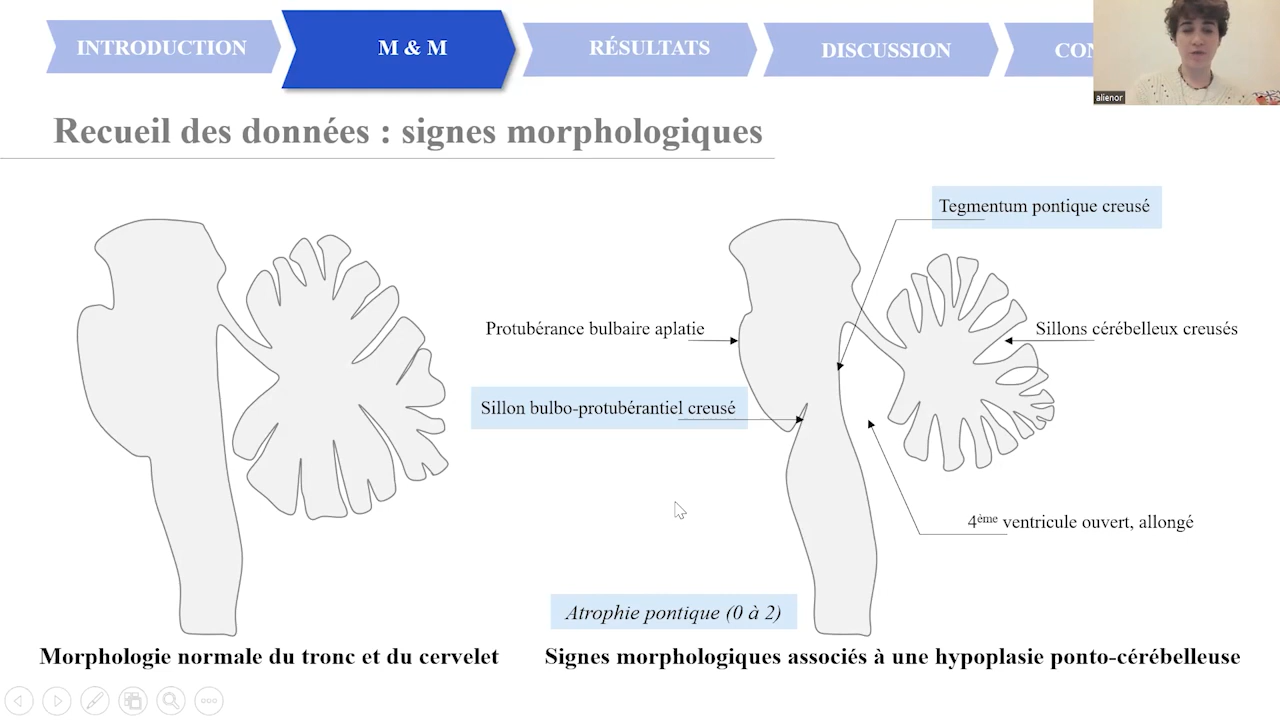 INTRODUCTION
M & M
RÉSULTATS
DISCUSSION
CON
alienor
Recueil des données : signes morphologiques
Tegmentum pontique creusé
Protubérance bulbaire aplatie
Sillons cérébelleux creusés
Sillon bulbo-protubérantiel creusé
4ème ventricule ouvert, allongé
Atrophie pontique (0 à 2)
Morphologie normale du tronc et du cervelet
Signes morphologiques associés à une hypoplasie ponto-cérébelleuse